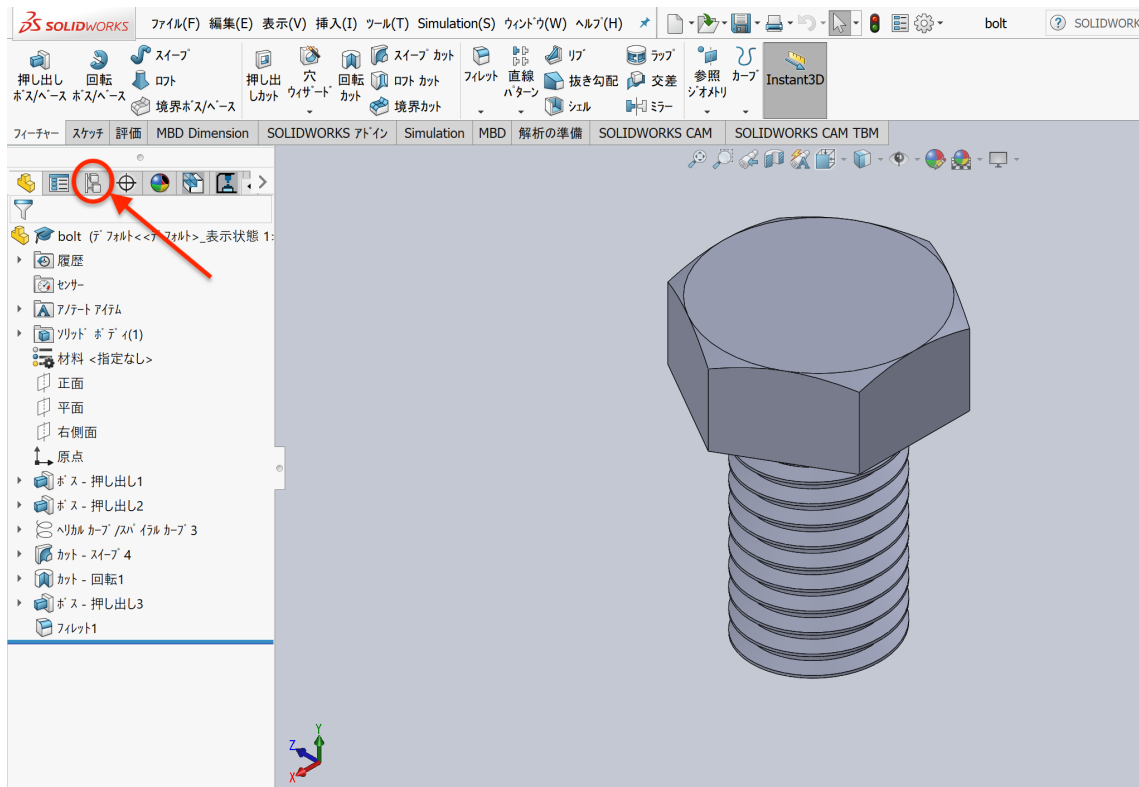 SOLIDWORKS ファイル(F) 編集(E) 表示(V) 挿入(I) ツール(T) Simulation(S) ウィンドウ(W) ヘルプ(H) bolt ? SOLIDWORK
押し出し ボス/ベース
回転 ボス/ベース
スイープ
ロフト
境界ボス/ベース
押し出しカット
穴ウィザード
回転カット
スイープ カット
ロフト カット
境界カット
フィレット
直線パターン
リブ
抜き勾配
シェル
ラップ
交差
ミラー
参照ジオメトリ
カーブ
Instant3D
フィーチャー スケッチ 評価 MBD Dimension SOLIDWORKS アドイン Simulation MBD 解析の準備 SOLIDWORKS CAM SOLIDWORKS CAM TBM
bolt (デフォルト<<デフォルト>_表示状態 1:
履歴
センサー
アノテート アイテム
ソリッド ボディ(1)
材料 <指定なし>
正面
平面
右側面
原点
ボス - 押し出し1
ボス - 押し出し2
ヘリカル カーブ/スパイラル カーブ3
カット - スイープ4
カット - 回転1
ボス - 押し出し3
フィレット1
Y
Z
X